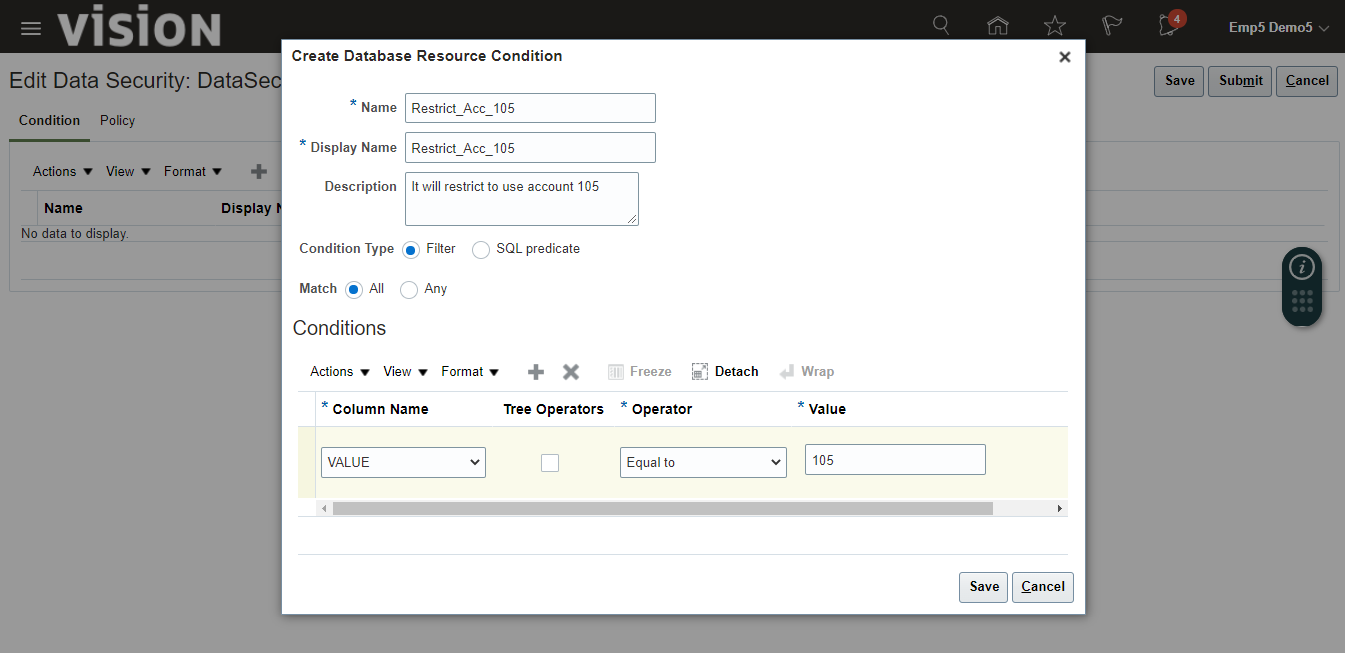 VISION
4
Emp5 Demo5
Edit Data Security: DataSec
Save Submit Cancel
Condition Policy
Actions View Format
Name Display N
No data to display.
Create Database Resource Condition
* Name Restrict_Acc_105
* Display Name Restrict_Acc_105
Description It will restrict to use account 105
Condition Type Filter SQL predicate
Match All Any
Conditions
Actions View Format Freeze Detach Wrap
* Column Name Tree Operators * Operator * Value
VALUE Equal to 105
Save Cancel
i